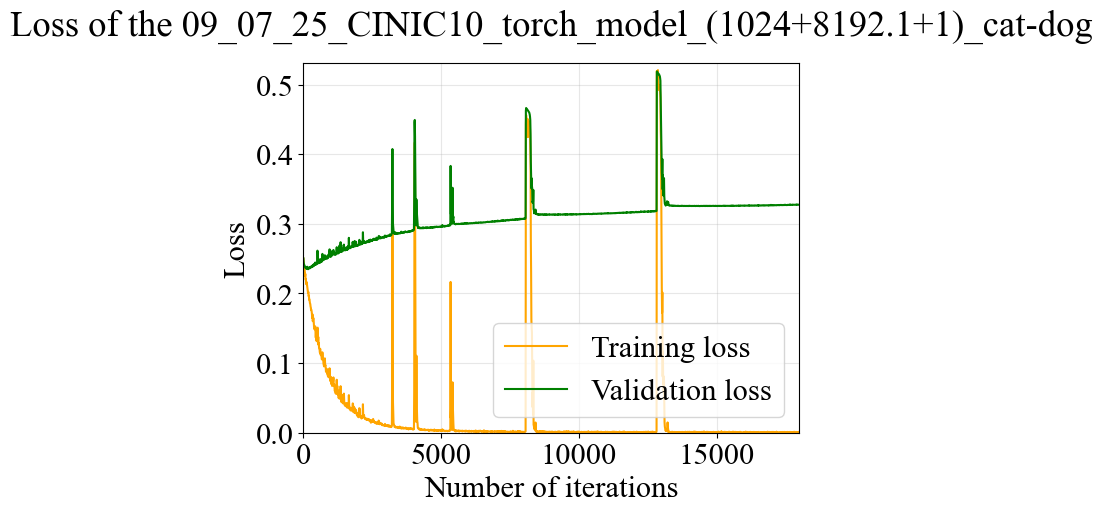 Loss of the 09_07_25_CINIC10_torch_model_(1024+8192.1+1)_cat-dog
0.5
0.4
0.3
0.2
0.1
0.0
Loss
Training loss
Validation loss
0 5000 10000 15000
Number of iterations